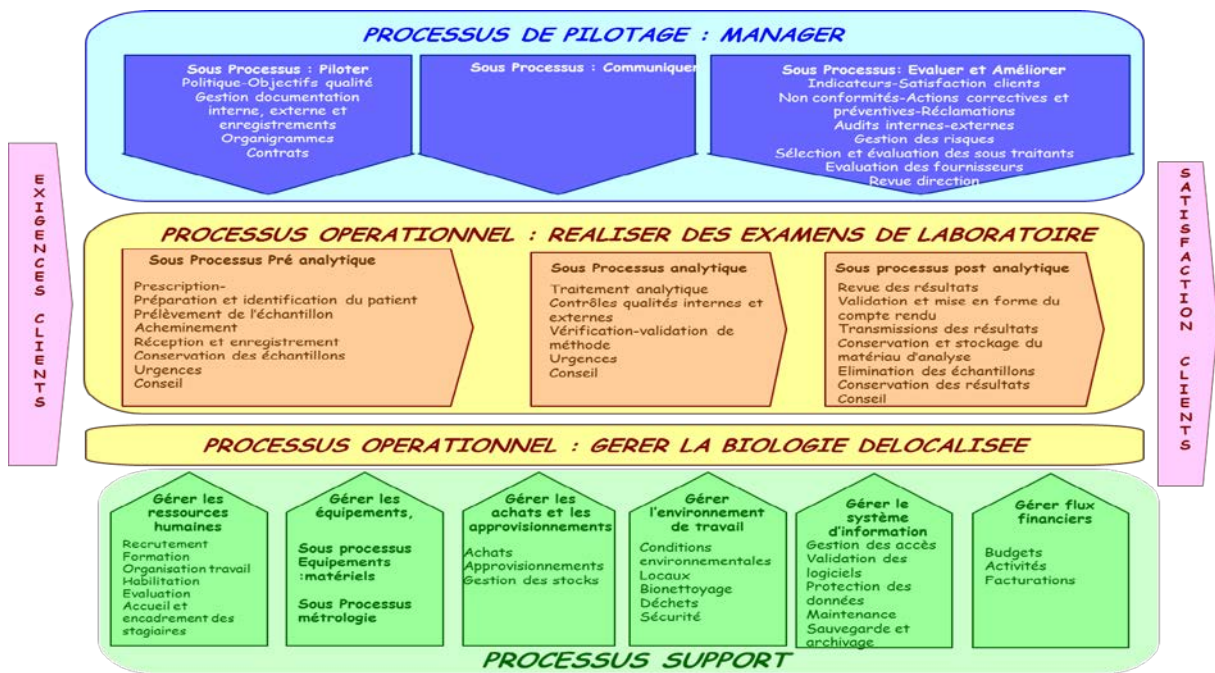 PROCESSUS DE PILOTAGE : MANAGER
Sous Processus : Piloter
Politique-Objectifs qualité
Gestion documentation
interne, externe et
enregistrements
Organigrammes
Contrats
Sous Processus : Communiquer
Sous Processus: Evaluer et Améliorer
Indicateurs-Satisfaction clients
Non conformités-Actions correctives et
préventives-Réclamations
Audits internes-externes
Gestion des risques
Sélection et évaluation des sous traitants
Evaluation des fournisseurs
Revue direction
EXIGENCES CLIENTS
PROCESSUS OPERATIONNEL : REALISER DES EXAMENS DE LABORATOIRE
Sous Processus Pré analytique
Prescription-
Préparation et identification du patient
Prélèvement de l'échantillon
Acheminement
Réception et enregistrement
Conservation des échantillons
Urgences
Conseil
Sous Processus analytique
Traitement analytique
Contrôles qualités internes et
externes
Vérification-validation de
méthode
Urgences
Conseil
Sous processus post analytique
Revue des résultats
Validation et mise en forme du
compte rendu
Transmissions des résultats
Conservation et stockage du
matériau d'analyse
Elimination des échantillons
Conservation des résultats
Conseil
SATISFACTION CLIENTS
PROCESSUS OPERATIONNEL : GERER LA BIOLOGIE DELOCALISEE
Gérer les
ressources
humaines
Recrutement
Formation
Organisation travail
Habilitation
Evaluation
Accueil et
encadrement des
stagiaires
Gérer les
équipements,
Sous processus
Equipements
:matériels
Sous Processus
métrologie
Gérer les
achats et les
approvisionnements
Achats
Approvisionnements
Gestion des stocks
Gérer
l'environnement
de travail
Conditions
environnementales
Locaux
Bionettoyage
Déchets
Sécurité
Gérer le
système
d'information
Gestion des accès
Validation des
logiciels
Protection des
données
Maintenance
Sauvegarde et
archivage
Gérer flux
financiers
Budgets
Activités
Facturations
PROCESSUS SUPPORT